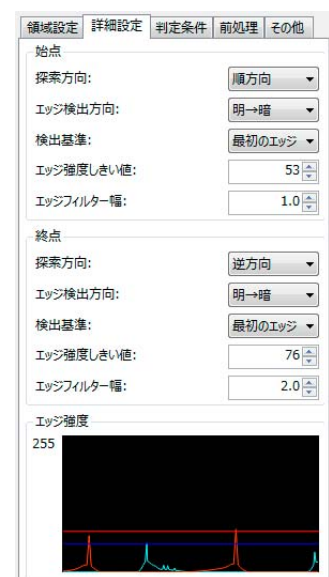 領域設定 詳細設定 判定条件 前処理 その他
始点
探索方向: 順方向
エッジ検出方向: 明→暗
検出基準: 最初のエッジ
エッジ強度しきい値: 53
エッジフィルター幅: 1.0
終点
探索方向: 逆方向
エッジ検出方向: 明→暗
検出基準: 最初のエッジ
エッジ強度しきい値: 76
エッジフィルター幅: 2.0
エッジ強度
255